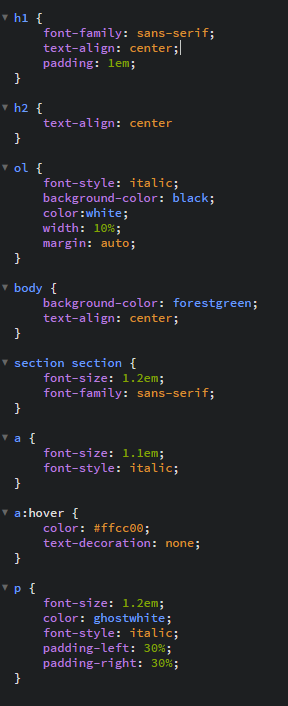 h1 {
    font-family: sans-serif;
    text-align: center;
    padding: 1em;
}

h2 {
    text-align: center
}

ol {
    font-style: italic;
    background-color: black;
    color:white;
    width: 10%;
    margin: auto;
}

body {
    background-color: forestgreen;
    text-align: center;
}

section section {
    font-size: 1.2em;
    font-family: sans-serif;
}

a {
    font-size: 1.1em;
    font-style: italic;
}

a:hover {
    color: #ffcc00;
    text-decoration: none;
}

p {
    font-size: 1.2em;
    color: ghostwhite;
    font-style: italic;
    padding-left: 30%;
    padding-right: 30%;
}